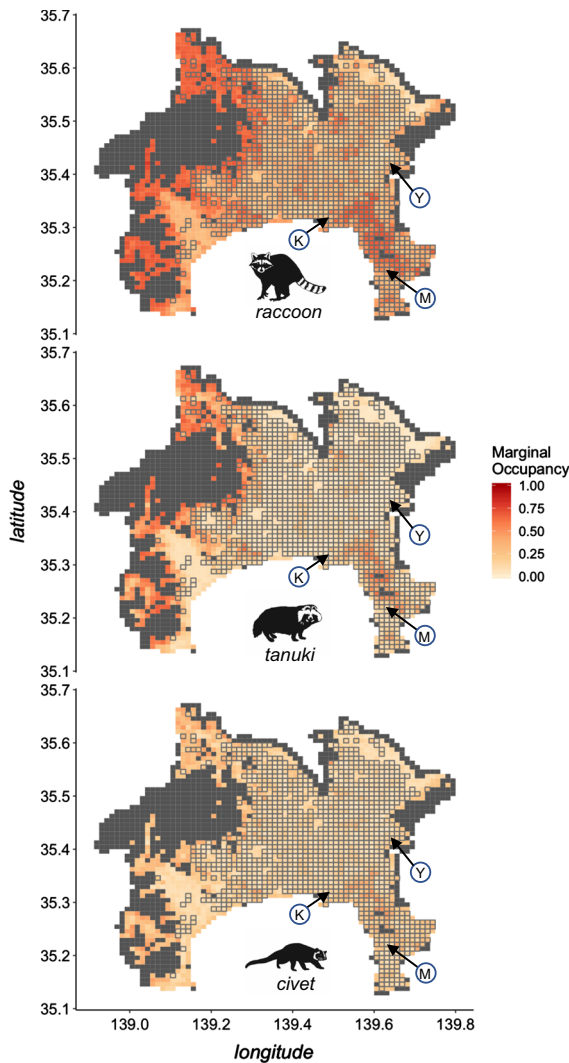 35.7
35.6
35.5
35.4
35.3
35.2
35.1
Y
K
M
raccoon
35.7
35.6
35.5
35.4
35.3
35.2
35.1
Y
K
M
tanuki
latitude
Marginal
Occupancy
1.00
0.75
0.50
0.25
0.00
35.7
35.6
35.5
35.4
35.3
35.2
35.1
Y
K
M
civet
139.0 139.2 139.4 139.6 139.8
longitude